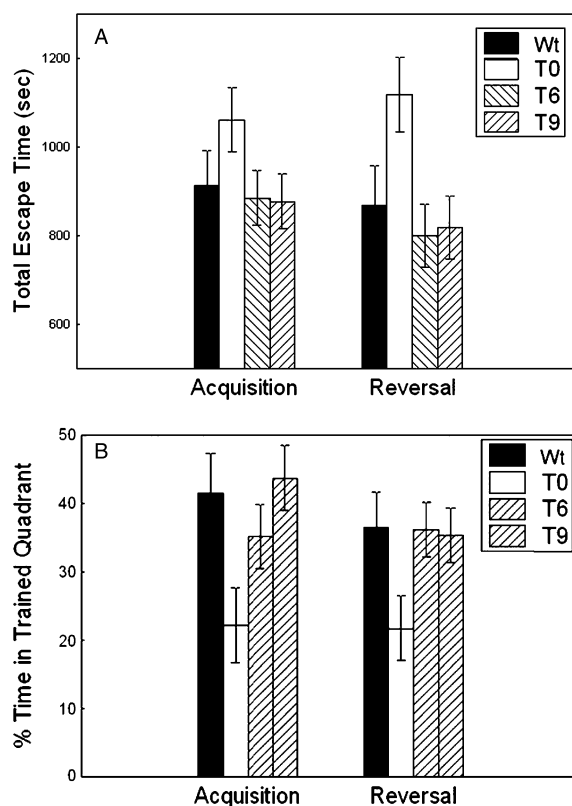 A
Total Escape Time (sec)
1200
1000
800
600
Wt
T0
T6
T9
Acquisition Reversal
B
% Time in Trained Quadrant
50
40
30
20
10
0
Wt
T0
T6
T9
Acquisition Reversal